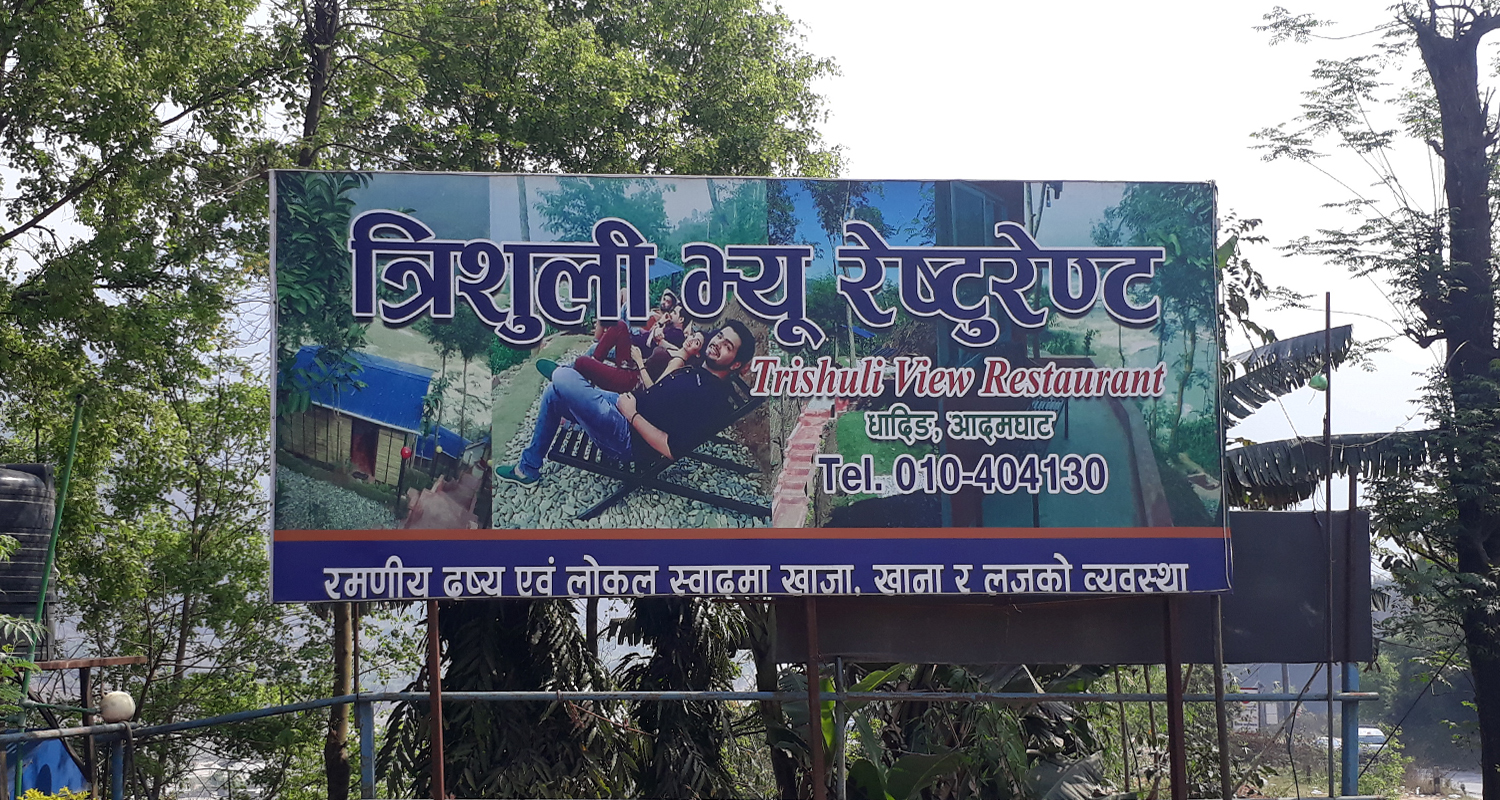 त्रिशुली भ्यू रेष्टुरेण्ट
Trishuli View Restaurant
धादिङ, आदमघाट
Tel. 010-404130
रमणीय ढष्य एवं लोकल स्वादमा खाजा, खाना र लजको व्यवस्था